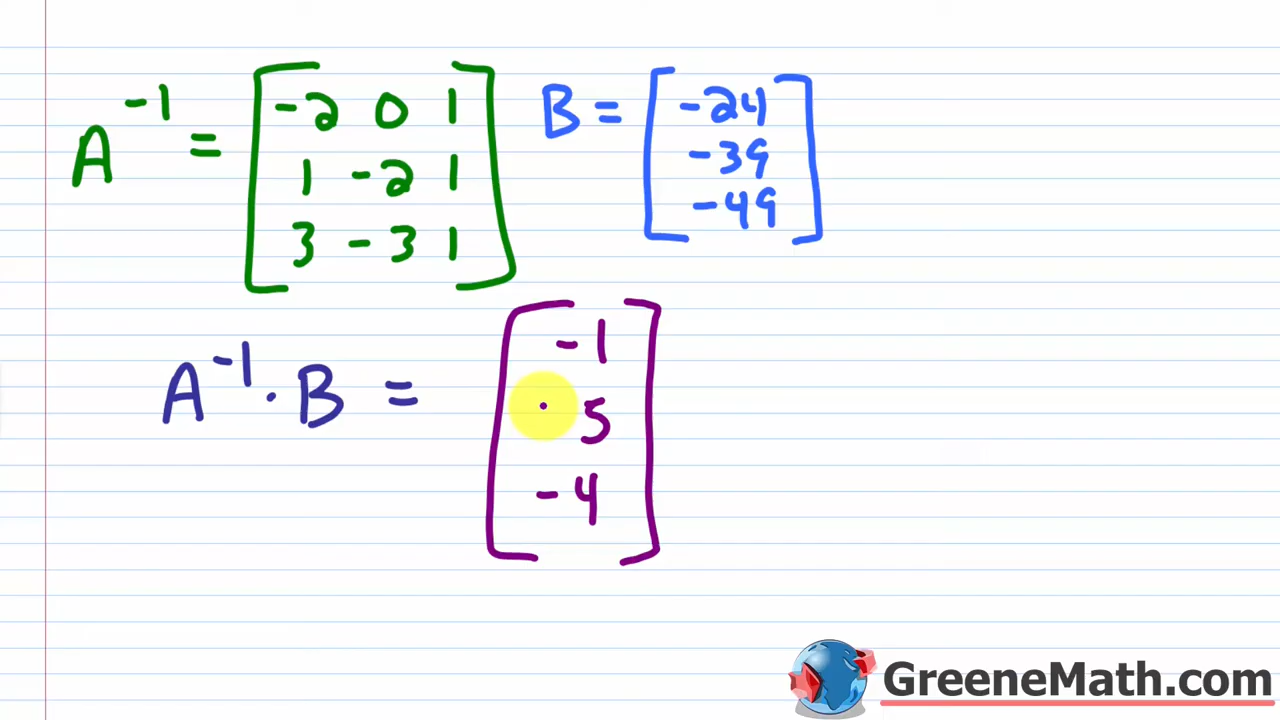 A⁻¹ = [-2 0 1
1 -2 1
3 -3 1]
B = [-24
-39
-49]
A⁻¹ · B = [-1
5
-4]
GreeneMath.com